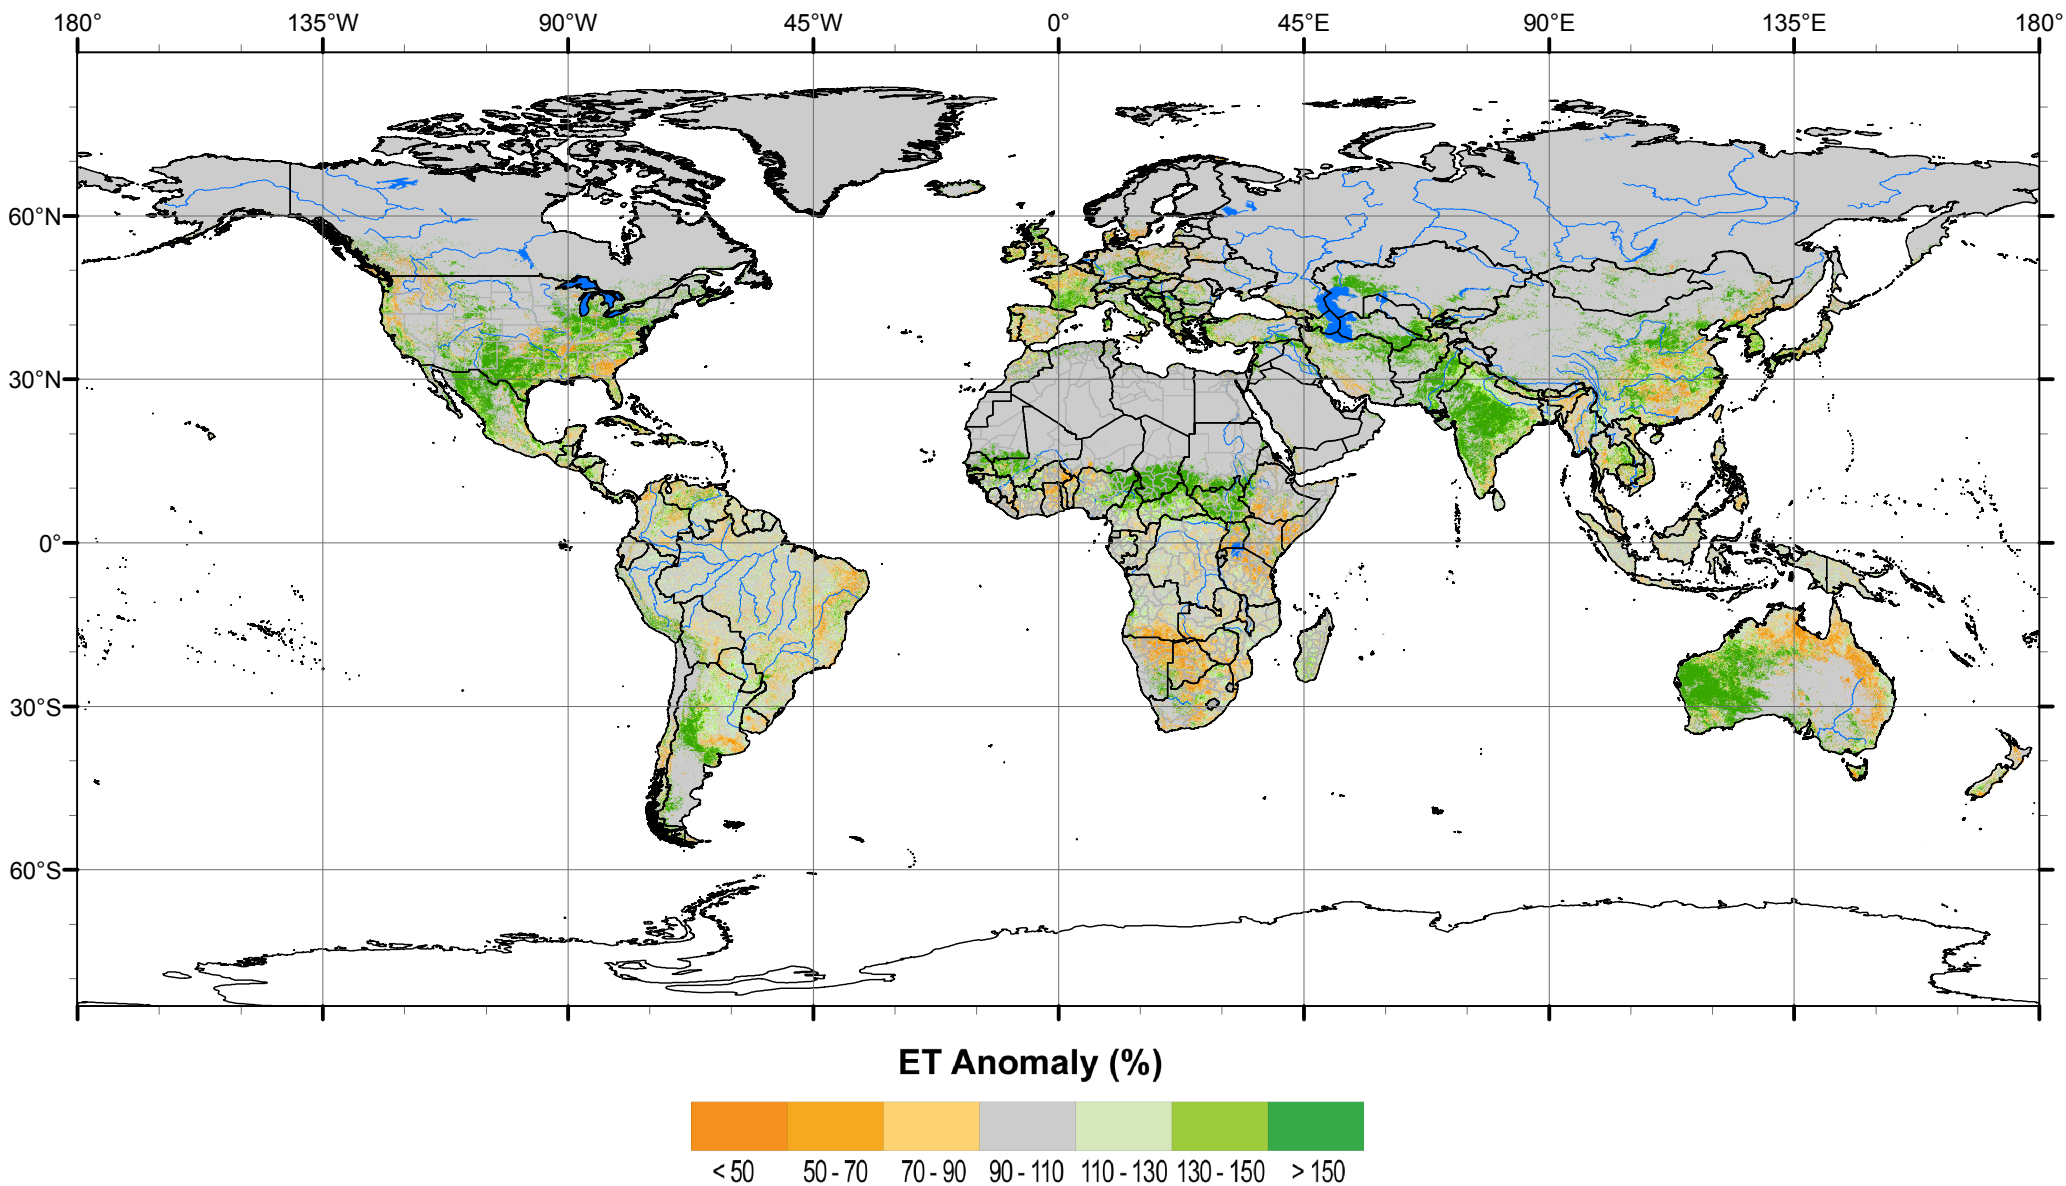 180° 135°W 90°W 45°W 0° 45°E 90°E 135°E 180°
60°N
30°N
0°
30°S
60°S
ET Anomaly (%)
< 50 50 - 70 70 - 90 90 - 110 110 - 130 130 - 150 > 150